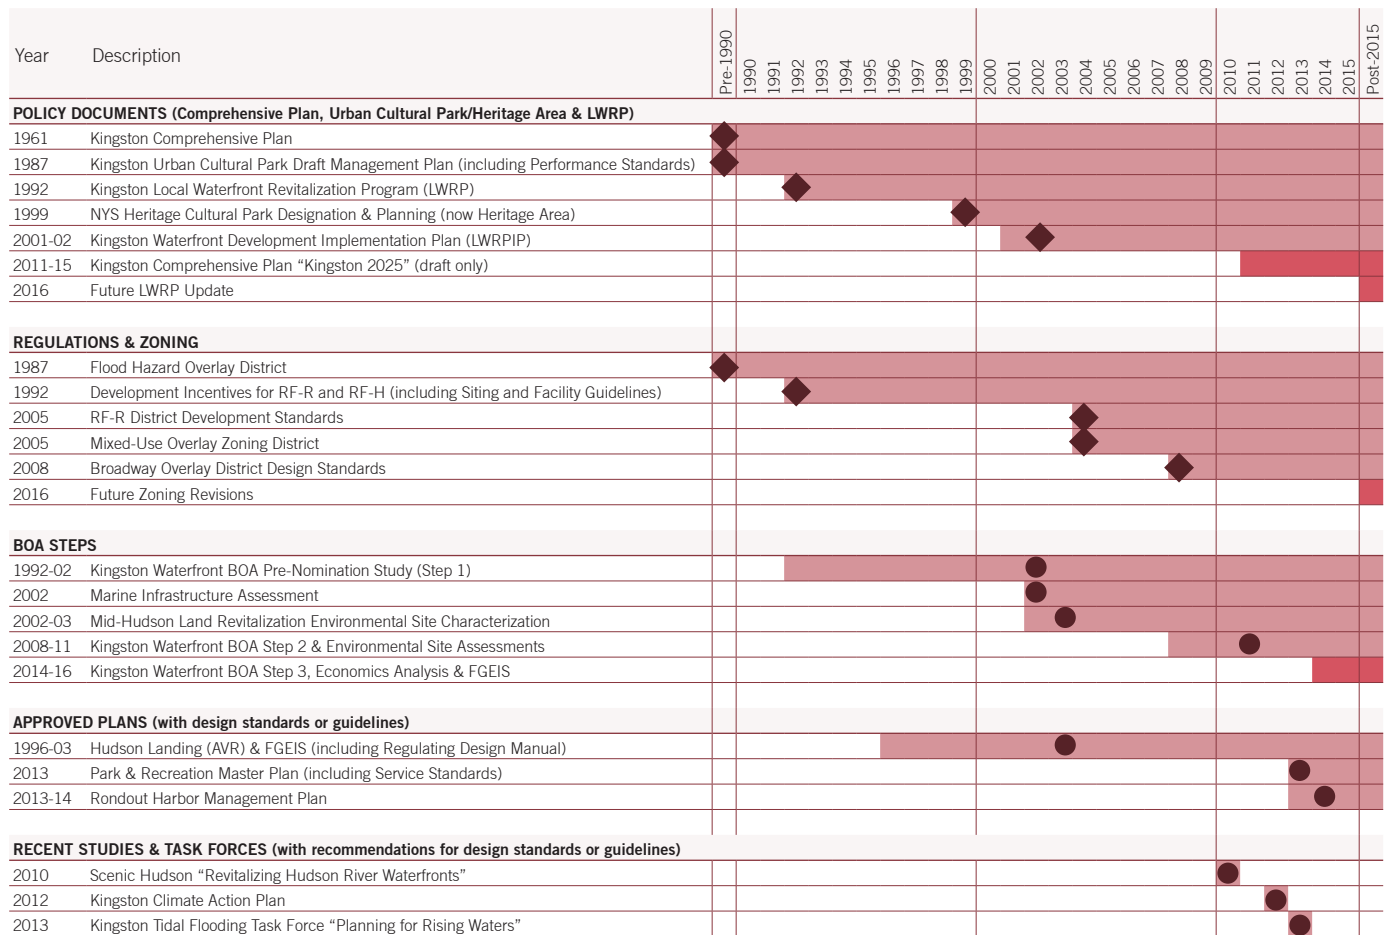 Year Description Pre-1990 1990 1991 1992 1993 1994 1995 1996 1997 1998 1999 2000 2001 2002 2003 2004 2005 2006 2007 2008 2009 2010 2011 2012 2013 2014 2015 Post-2015
POLICY DOCUMENTS (Comprehensive Plan, Urban Cultural Park/Heritage Area & LWRP)
1961 Kingston Comprehensive Plan
1987 Kingston Urban Cultural Park Draft Management Plan (including Performance Standards)
1992 Kingston Local Waterfront Revitalization Program (LWRP)
1999 NYS Heritage Cultural Park Designation & Planning (now Heritage Area)
2001-02 Kingston Waterfront Development Implementation Plan (LWRPIP)
2011-15 Kingston Comprehensive Plan “Kingston 2025” (draft only)
2016 Future LWRP Update
REGULATIONS & ZONING
1987 Flood Hazard Overlay District
1992 Development Incentives for RF-R and RF-H (including Siting and Facility Guidelines)
2005 RF-R District Development Standards
2005 Mixed-Use Overlay Zoning District
2008 Broadway Overlay District Design Standards
2016 Future Zoning Revisions
BOA STEPS
1992-02 Kingston Waterfront BOA Pre-Nomination Study (Step 1)
2002 Marine Infrastructure Assessment
2002-03 Mid-Hudson Land Revitalization Environmental Site Characterization
2008-11 Kingston Waterfront BOA Step 2 & Environmental Site Assessments
2014-16 Kingston Waterfront BOA Step 3, Economics Analysis & FGEIS
APPROVED PLANS (with design standards or guidelines)
1996-03 Hudson Landing (AVR) & FGEIS (including Regulating Design Manual)
2013 Park & Recreation Master Plan (including Service Standards)
2013-14 Rondout Harbor Management Plan
RECENT STUDIES & TASK FORCES (with recommendations for design standards or guidelines)
2010 Scenic Hudson “Revitalizing Hudson River Waterfronts”
2012 Kingston Climate Action Plan
2013 Kingston Tidal Flooding Task Force “Planning for Rising Waters”